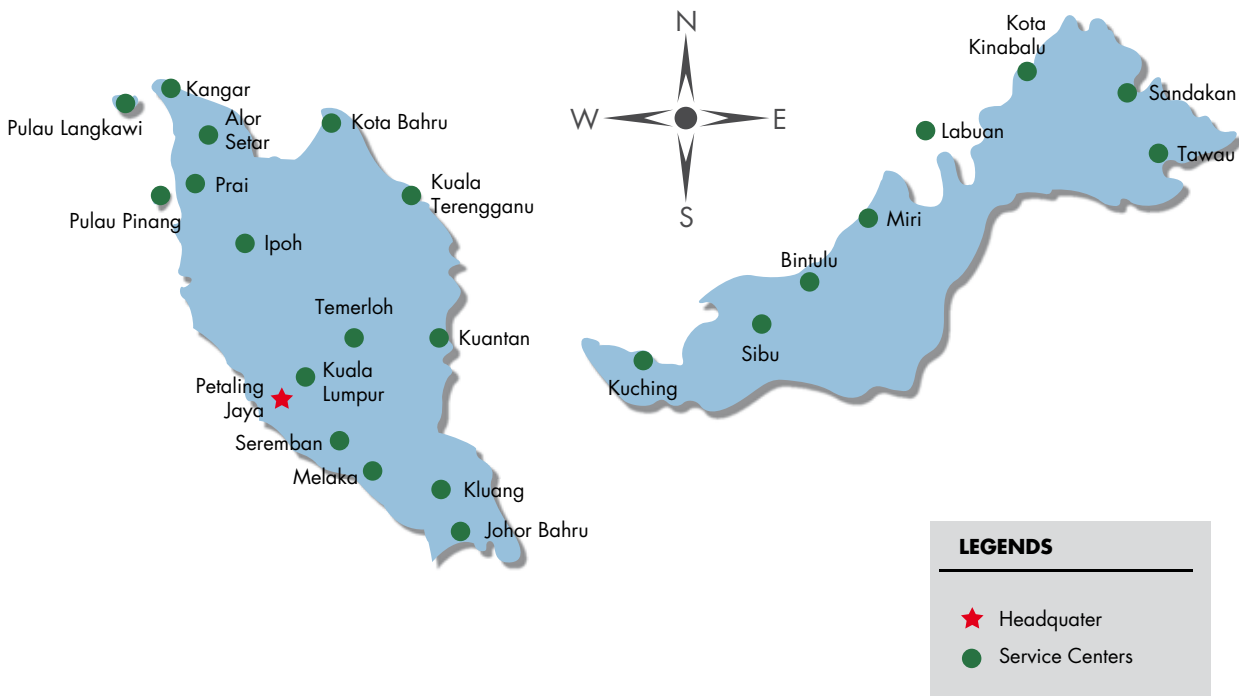 Kangar
Pulau Langkawi
Alor
Setar
Kota Bahru
Prai
Pulau Pinang
Kuala
Terengganu
Ipoh
Temerloh
Kuantan
Kuala
Lumpur
Petaling
Jaya
Seremban
Melaka
Kluang
Johor Bahru
N
W
E
S
Kota
Kinabalu
Sandakan
Labuan
Tawau
Miri
Bintulu
Sibu
Kuching
LEGENDS
Headquater
Service Centers